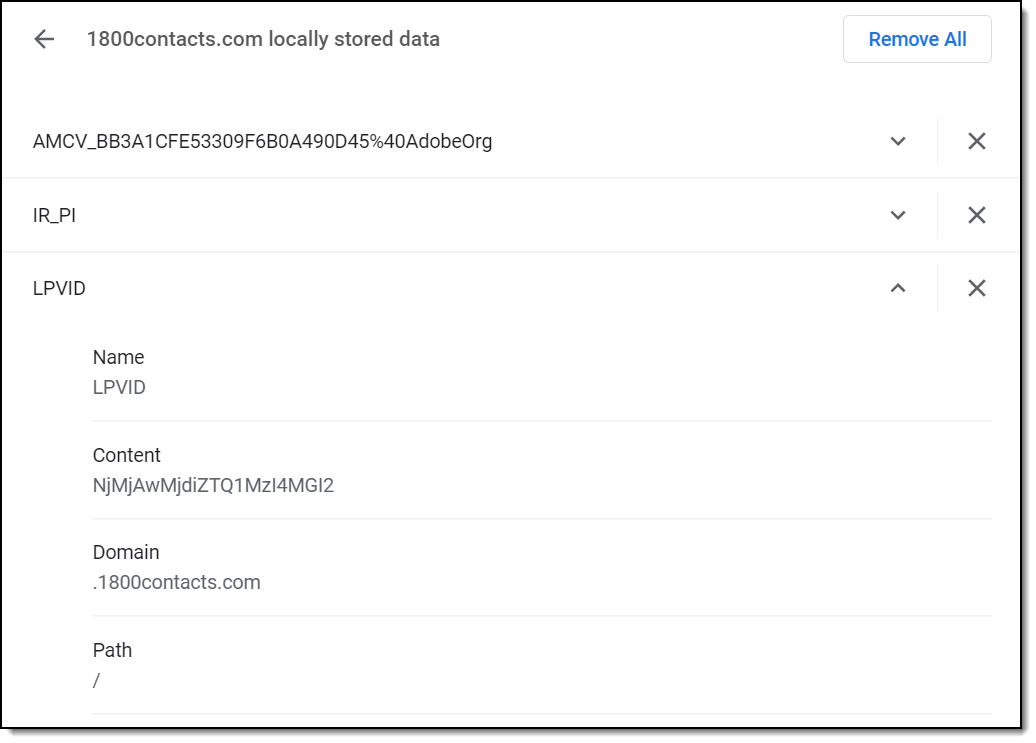 1800contacts.com locally stored data
Remove All
AMCV_BB3A1CFE53309F6B0A490D45%40AdobeOrg
IR_PI
LPVID
Name
LPVID
Content
NjMjAwMjdiZTQ1MzI4MGI2
Domain
.1800contacts.com
Path
/